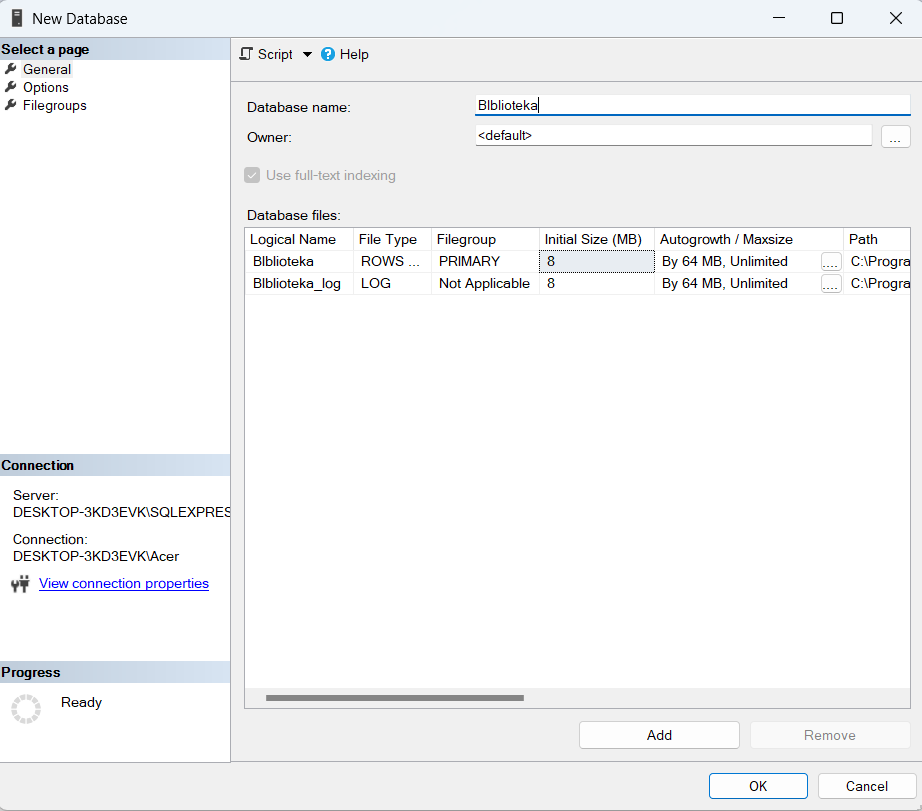 New Database
Select a page
General
Options
Filegroups
Script Help
Database name: BIblioteka
Owner: <default> ...
Use full-text indexing
Database files:
Logical Name File Type Filegroup Initial Size (MB) Autogrowth / Maxsize Path
BIblioteka ROWS ... PRIMARY 8 By 64 MB, Unlimited .... C:\Progra
BIblioteka_log LOG Not Applicable 8 By 64 MB, Unlimited .... C:\Progra
Connection
Server:
DESKTOP-3KD3EVK\SQLEXPRES
Connection:
DESKTOP-3KD3EVK\Acer
View connection properties
Progress
Ready
Add Remove
OK Cancel